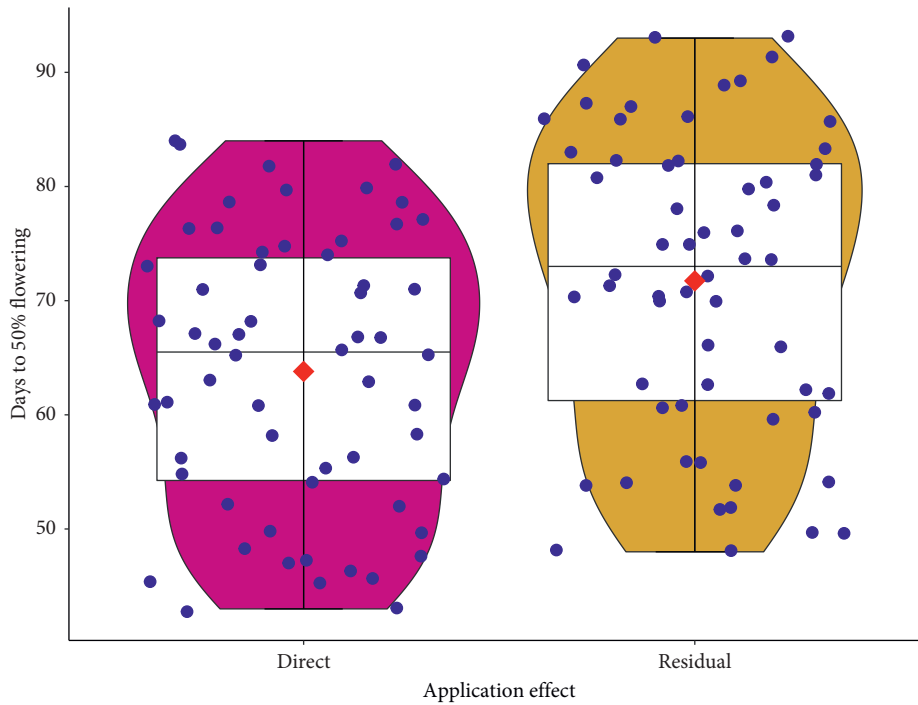 Days to 50% flowering
90
80
70
60
50
Direct
Residual
Application effect